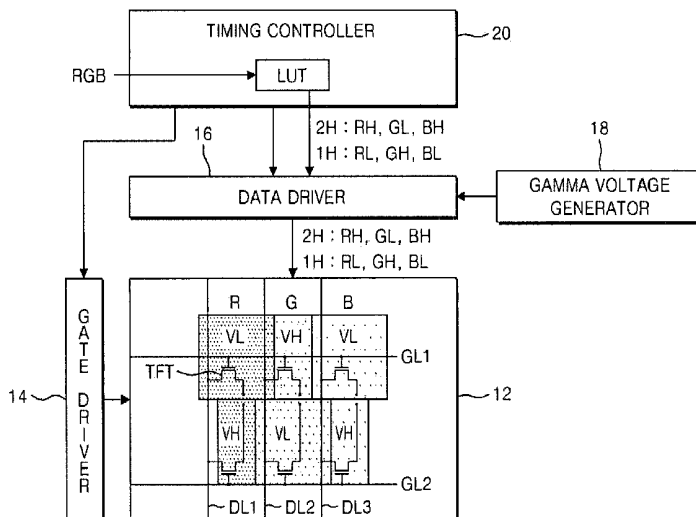 TIMING CONTROLLER
20
RGB
LUT
2H : RH, GL, BH
1H : RL, GH, BL
16
18
DATA DRIVER
GAMMA VOLTAGE
GENERATOR
2H : RH, GL, BH
1H : RL, GH, BL
R G B
VL VH VL
GL1
TFT
14
GATE DRIVER
12
VH VL VH
GL2
DL1 DL2 DL3